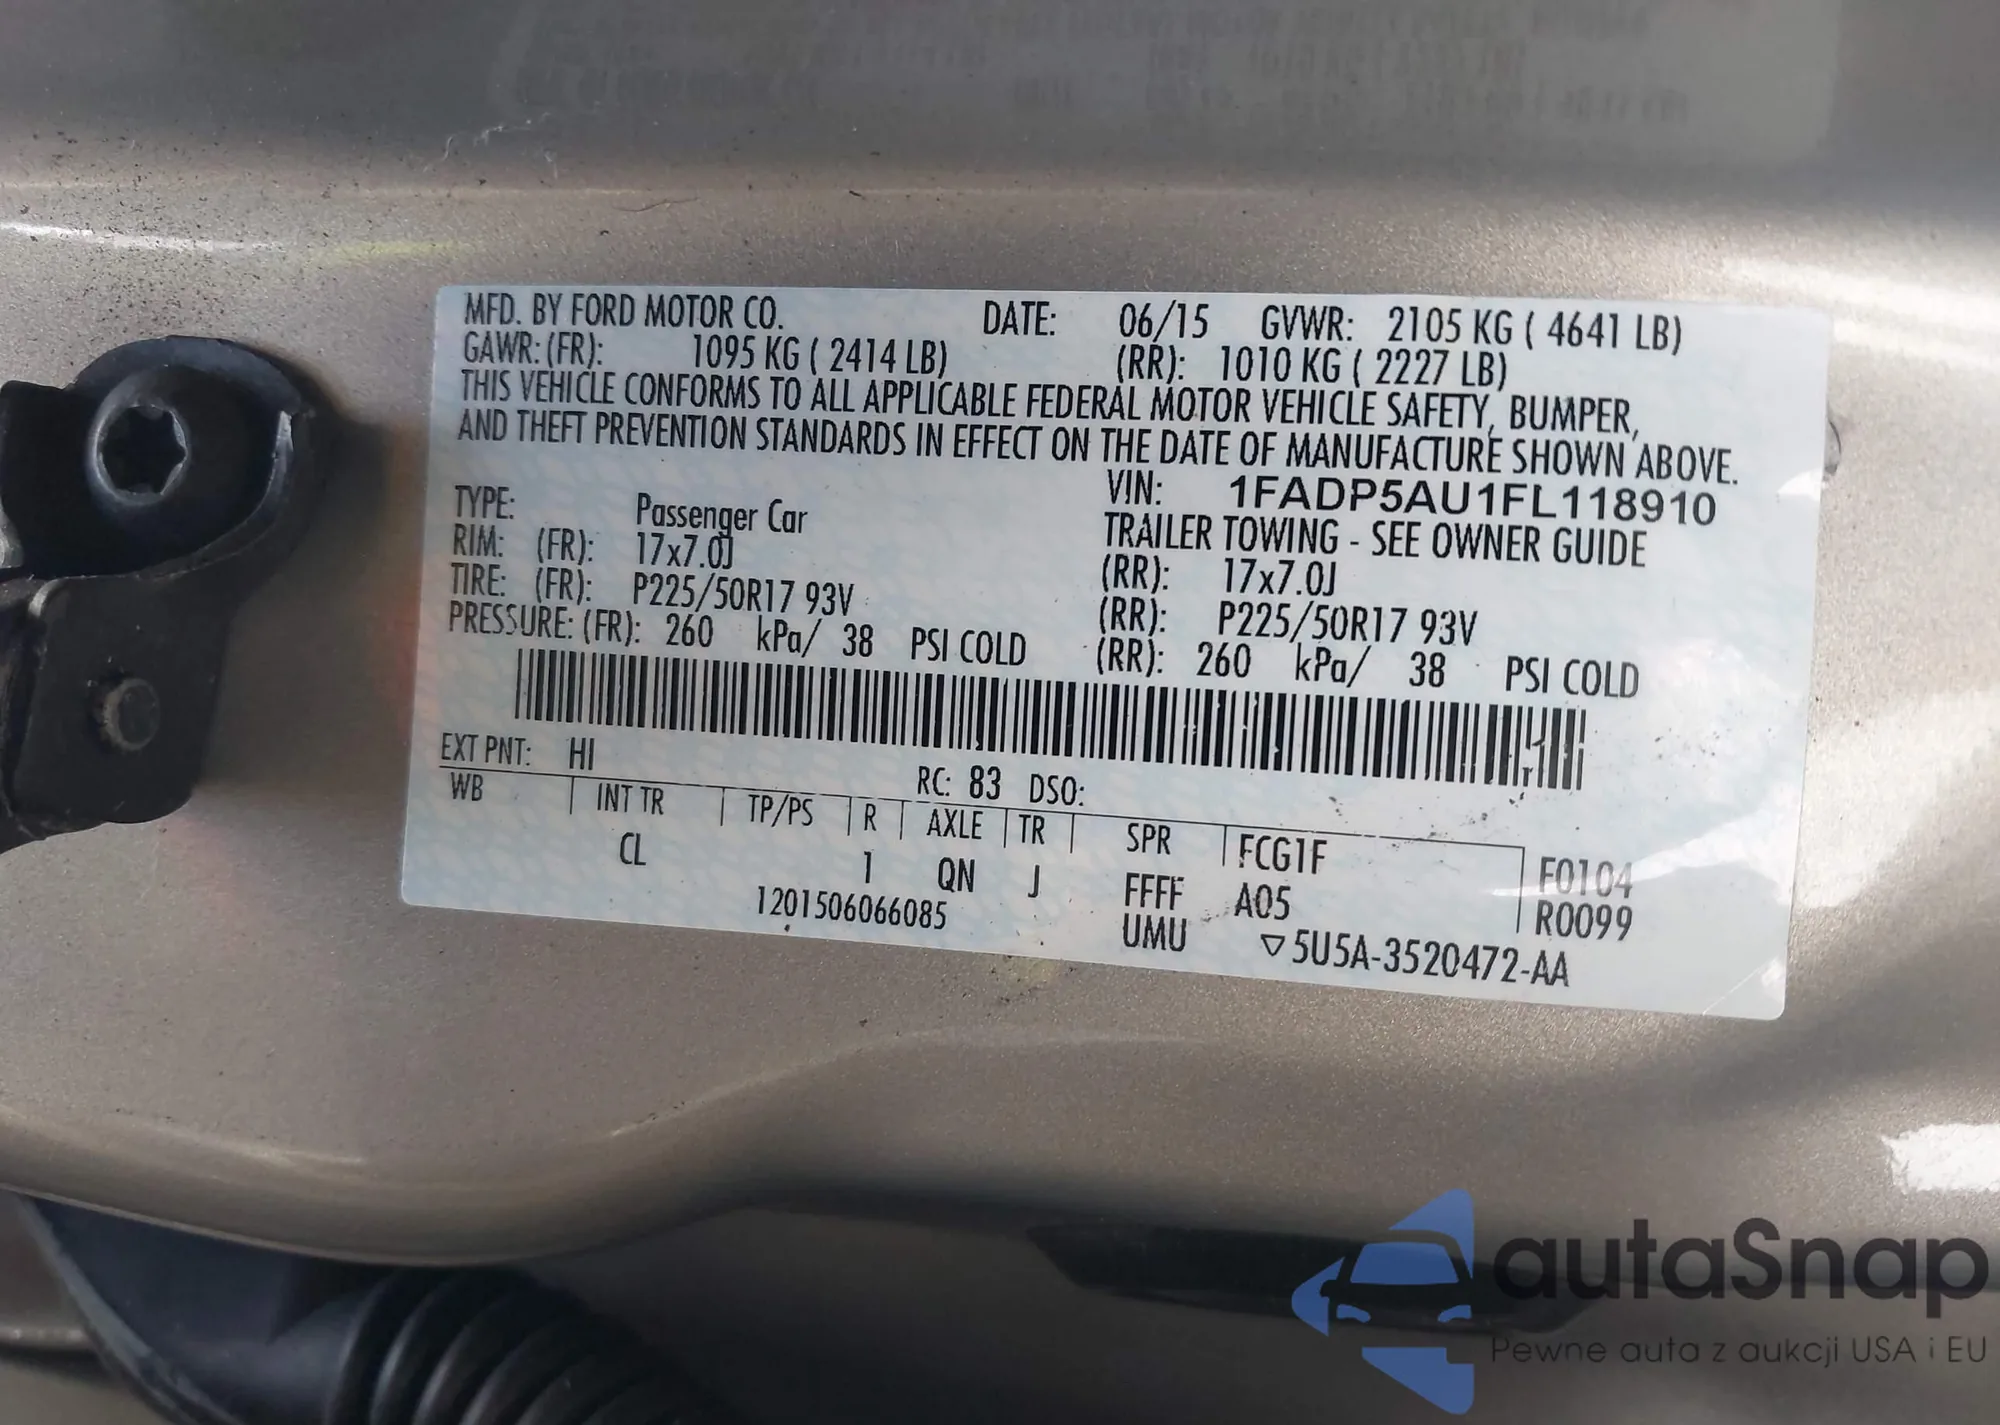 MFD. BY FORD MOTOR CO. DATE: 06/15 GVWR: 2105 KG ( 4641 LB)
GAWR: (FR): 1095 KG ( 2414 LB) (RR): 1010 KG ( 2227 LB)
THIS VEHICLE CONFORMS TO ALL APPLICABLE FEDERAL MOTOR VEHICLE SAFETY, BUMPER,
AND THEFT PREVENTION STANDARDS IN EFFECT ON THE DATE OF MANUFACTURE SHOWN ABOVE.
VIN: 1FADP5AU1FL118910
TYPE: Passenger Car TRAILER TOWING - SEE OWNER GUIDE
RIM: (FR): 17x7.0J (RR): 17x7.0J
TIRE: (FR): P225/50R17 93V (RR): P225/50R17 93V
PRESSURE: (FR): 260 kPa/ 38 PSI COLD (RR): 260 kPa/ 38 PSI COLD
EXT PNT: HI RC: 83 DSO:
WB INT TR TP/PS R AXLE TR SPR FCG1F F0104
CL 1 QN J FFFF A05 R0099
1201506066085 UMU ▽5U5A-3520472-AA
autaSnap
Pewne auta z aukcji USA i EU